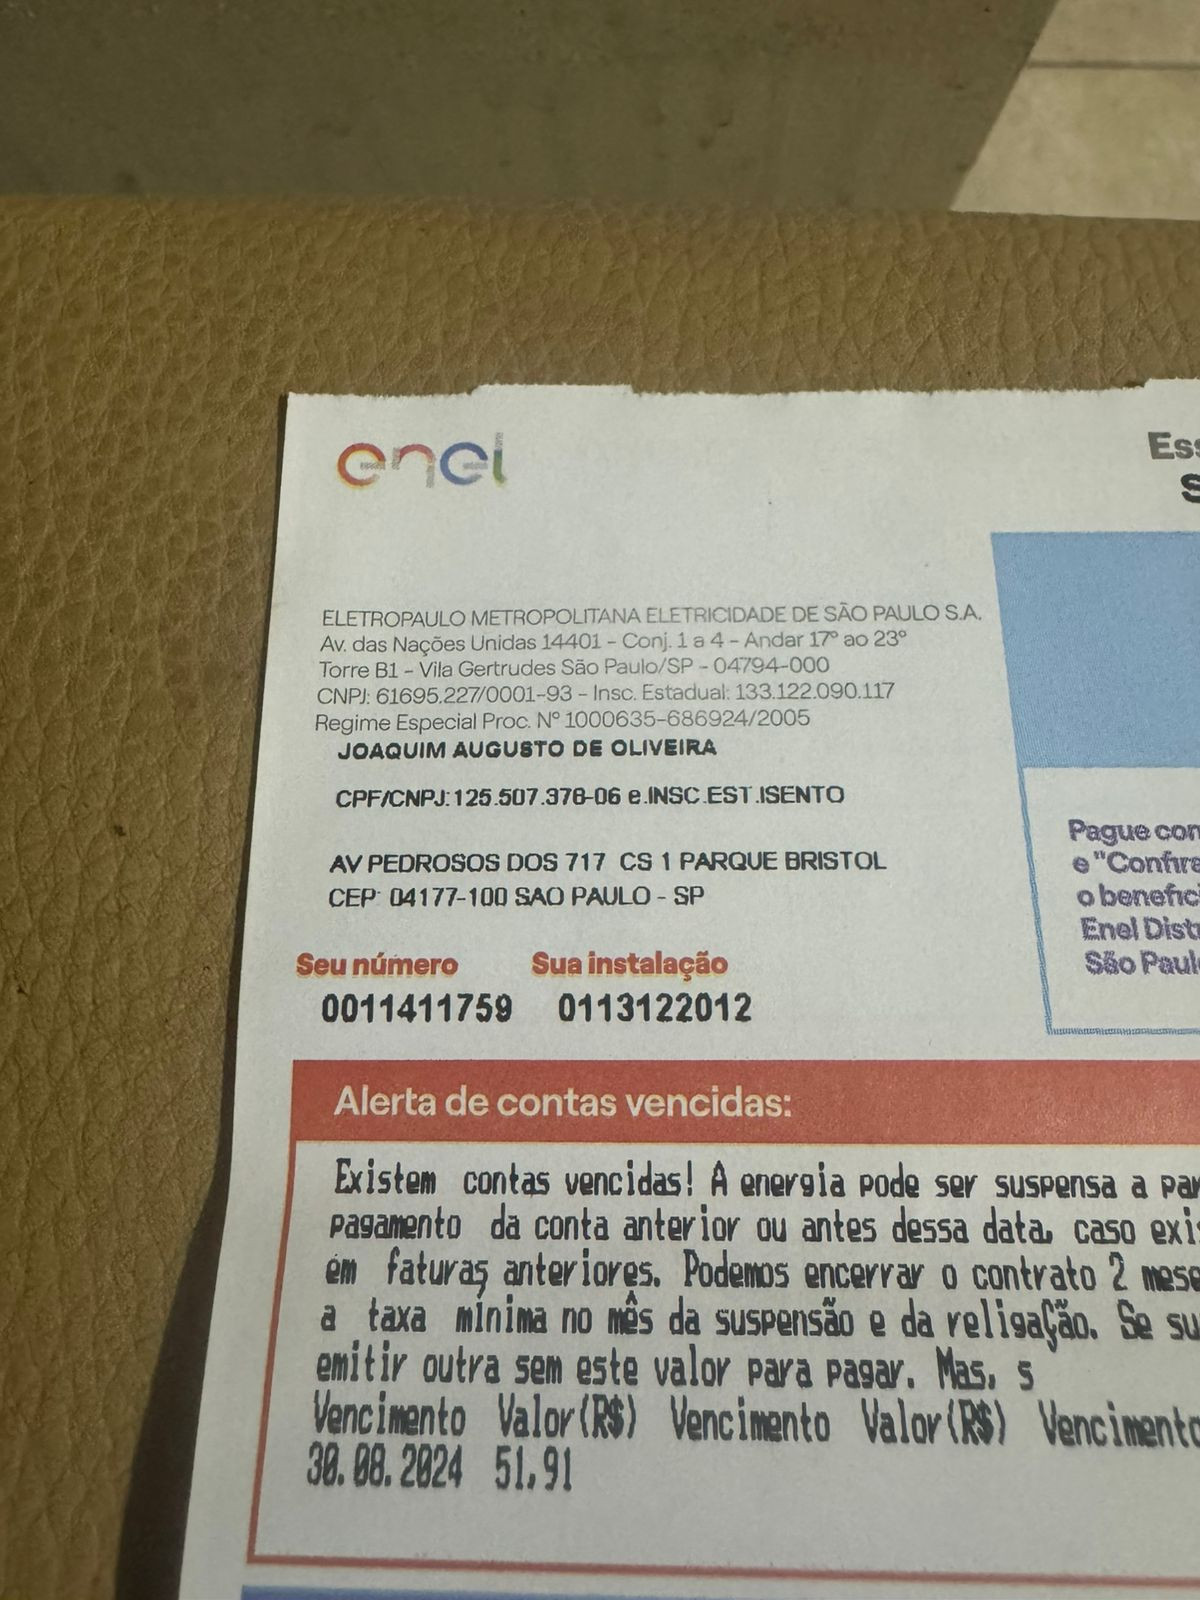 enel
Ess
S
ELETROPAULO METROPOLITANA ELETRICIDADE DE SÃO PAULO S.A.
Av. das Nações Unidas 14401 - Conj. 1 a 4 - Andar 17º ao 23º
Torre B1 - Vila Gertrudes São Paulo/SP - 04794-000
CNPJ: 61695.227/0001-93 - Insc. Estadual: 133.122.090.117
Regime Especial Proc. Nº 1000635-686924/2005
JOAQUIM AUGUSTO DE OLIVEIRA
CPF/CNPJ:125.507.378-06 e.INSC.EST.ISENTO
AV PEDROSOS DOS 717 CS 1 PARQUE BRISTOL
CEP: 04177-100 SAO PAULO - SP
Pague con
e "Confire
o benefici
Enel Distr
São Paul
Seu número Sua instalação
0011411759 0113122012
Alerta de contas vencidas:
Existem contas vencidas! A energia pode ser suspensa a par
pagamento da conta anterior ou antes dessa data, caso exis
em faturas anteriores. Podemos encerrar o contrato 2 mese
a taxa mínima no mês da suspensão e da religação. Se su
emitir outra sem este valor para pagar. Mas, s
Vencimento Valor(R$) Vencimento Valor(R$) Vencimento
30.08.2024 51,91